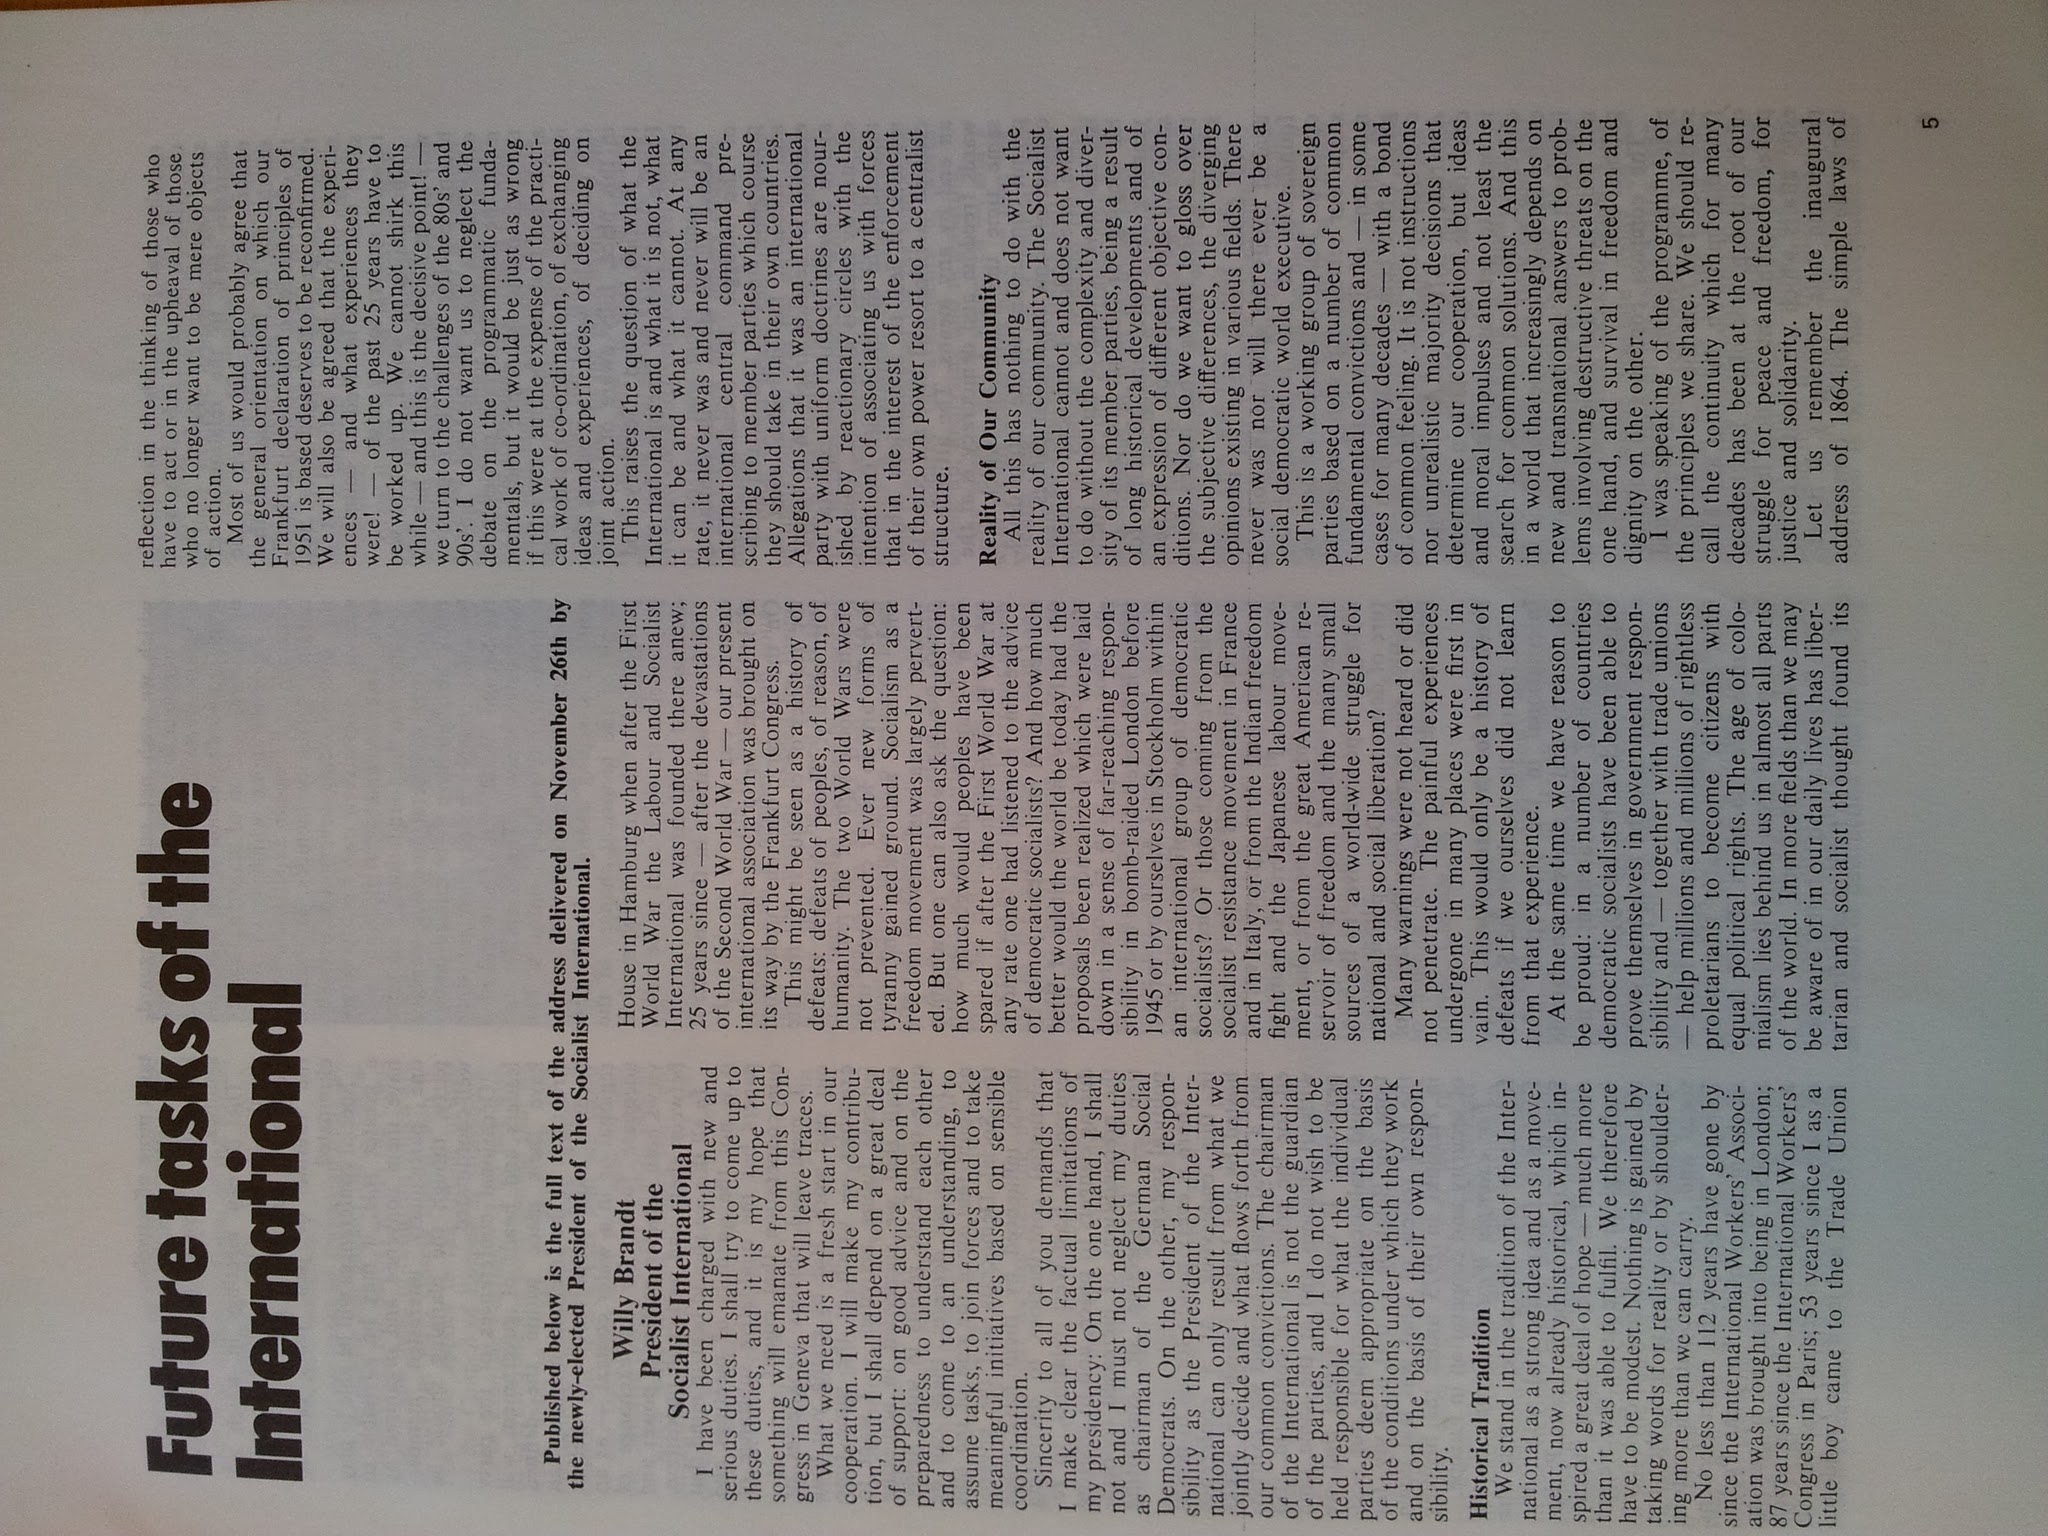 Future tasks of the
International
Published below is the full text of the address delivered on November 26th by
the newly-elected President of the Socialist International.
Willy Brandt
President of the
Socialist International
I have been charged with new and
serious duties. I shall try to come up to
these duties, and it is my hope that
something will emanate from this Con-
gress in Geneva that will leave traces.
What we need is a fresh start in our
cooperation. I will make my contribu-
tion, but I shall depend on a great deal
of support: on good advice and on the
preparedness to understand each other
and to come to an understanding, to
assume tasks, to join forces and to take
meaningful initiatives based on sensible
coordination.
Sincerity to all of you demands that
I make clear the factual limitations of
my presidency: On the one hand, I shall
not and I must not neglect my duties
as chairman of the German Social
Democrats. On the other, my respon-
sibility as the President of the Inter-
national can only result from what we
jointly decide and what flows forth from
our common convictions. The chairman
of the International is not the guardian
of the parties, and I do not wish to be
held responsible for what the individual
parties deem appropriate on the basis
of the conditions under which they work
and on the basis of their own respon-
sibility.
Historical Tradition
We stand in the tradition of the Inter-
national as a strong idea and as a move-
ment, now already historical, which in-
spired a great deal of hope — much more
than it was able to fulfil. We therefore
have to be modest. Nothing is gained by
taking words for reality or by shoulder-
ing more than we can carry.
No less than 112 years have gone by
since the International Workers' Associ-
ation was brought into being in London;
87 years since the International Workers'
Congress in Paris; 53 years since I as a
little boy came to the Trade Union
House in Hamburg when after the First
World War the Labour and Socialist
International was founded there anew;
25 years since — after the devastations
of the Second World War — our present
international association was brought on
its way by the Frankfurt Congress.
This might be seen as a history of
defeats: defeats of peoples, of reason, of
humanity. The two World Wars were
not prevented. Ever new forms of
tyranny gained ground. Socialism as a
freedom movement was largely pervert-
ed. But one can also ask the question:
how much would peoples have been
spared if after the First World War at
any rate one had listened to the advice
of democratic socialists? And how much
better would the world be today had the
proposals been realized which were laid
down in a sense of far-reaching respon-
sibility in bomb-raided London before
1945 or by ourselves in Stockholm within
an international group of democratic
socialists? Or those coming from the
socialist resistance movement in France
and in Italy, or from the Indian freedom
fight and the Japanese labour move-
ment, or from the great American re-
servoir of freedom and the many small
sources of a world-wide struggle for
national and social liberation?
Many warnings were not heard or did
not penetrate. The painful experiences
undergone in many places were first in
vain. This would only be a history of
defeats if we ourselves did not learn
from that experience.
At the same time we have reason to
be proud: in a number of countries
democratic socialists have been able to
prove themselves in government respon-
sibility and — together with trade unions
— help millions and millions of rightless
proletarians to become citizens with
equal political rights. The age of colo-
nialism lies behind us in almost all parts
of the world. In more fields than we may
be aware of in our daily lives has liber-
tarian and socialist thought found its
reflection in the thinking of those who
have to act or in the upheaval of those
who no longer want to be mere objects
of action.
Most of us would probably agree that
the general orientation on which our
Frankfurt declaration of principles of
1951 is based deserves to be reconfirmed.
We will also be agreed that the experi-
ences — and what experiences they
were! — of the past 25 years have to
be worked up. We cannot shirk this
while — and this is the decisive point! —
we turn to the challenges of the 80s' and
90s'. I do not want us to neglect the
debate on the programmatic funda-
mentals, but it would be just as wrong
if this were at the expense of the practi-
cal work of co-ordination, of exchanging
ideas and experiences, of deciding on
joint action.
This raises the question of what the
International is and what it is not, what
it can be and what it cannot. At any
rate, it never was and never will be an
international central command pre-
scribing to member parties which course
they should take in their own countries.
Allegations that it was an international
party with uniform doctrines are nour-
ished by reactionary circles with the
intention of associating us with forces
that in the interest of the enforcement
of their own power resort to a centralist
structure.
Reality of Our Community
All this has nothing to do with the
reality of our community. The Socialist
International cannot and does not want
to do without the complexity and diver-
sity of its member parties, being a result
of long historical developments and of
an expression of different objective con-
ditions. Nor do we want to gloss over
the subjective differences, the diverging
opinions existing in various fields. There
never was nor will there ever be a
social democratic world executive.
This is a working group of sovereign
parties based on a number of common
fundamental convictions and — in some
cases for many decades — with a bond
of common feeling. It is not instructions
nor unrealistic majority decisions that
determine our cooperation, but ideas
and moral impulses and not least the
search for common solutions. And this
in a world that increasingly depends on
new and transnational answers to prob-
lems involving destructive threats on the
one hand, and survival in freedom and
dignity on the other.
I was speaking of the programme, of
the principles we share. We should re-
call the continuity which for many
decades has been at the root of our
struggle for peace and freedom, for
justice and solidarity.
Let us remember the inaugural
address of 1864. The simple laws of
5